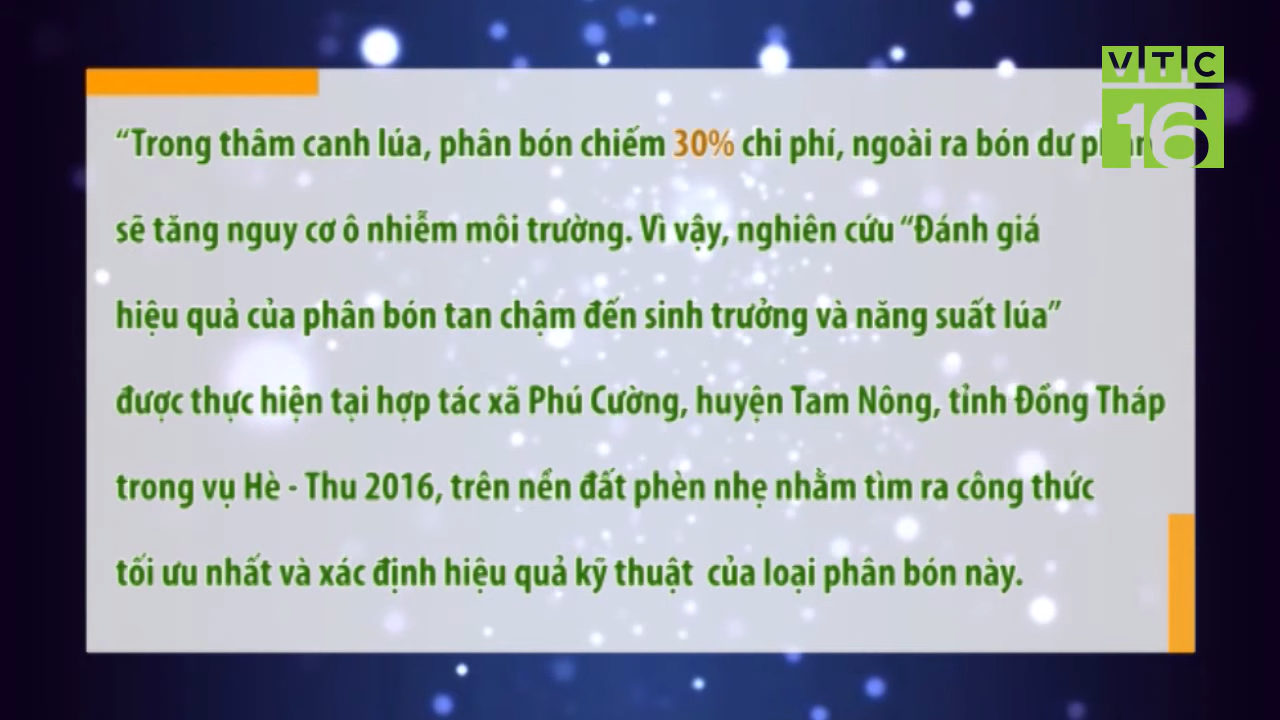 “Trong thâm canh lúa, phân bón chiếm 30% chi phí, ngoài ra bón dư phân
sẽ tăng nguy cơ ô nhiễm môi trường. Vì vậy, nghiên cứu “Đánh giá
hiệu quả của phân bón tan chậm đến sinh trưởng và năng suất lúa”
được thực hiện tại hợp tác xã Phú Cường, huyện Tam Nông, tỉnh Đồng Tháp
trong vụ Hè - Thu 2016, trên nền đất phèn nhẹ nhằm tìm ra công thức
tối ưu nhất và xác định hiệu quả kỹ thuật của loại phân bón này.
VTC
16